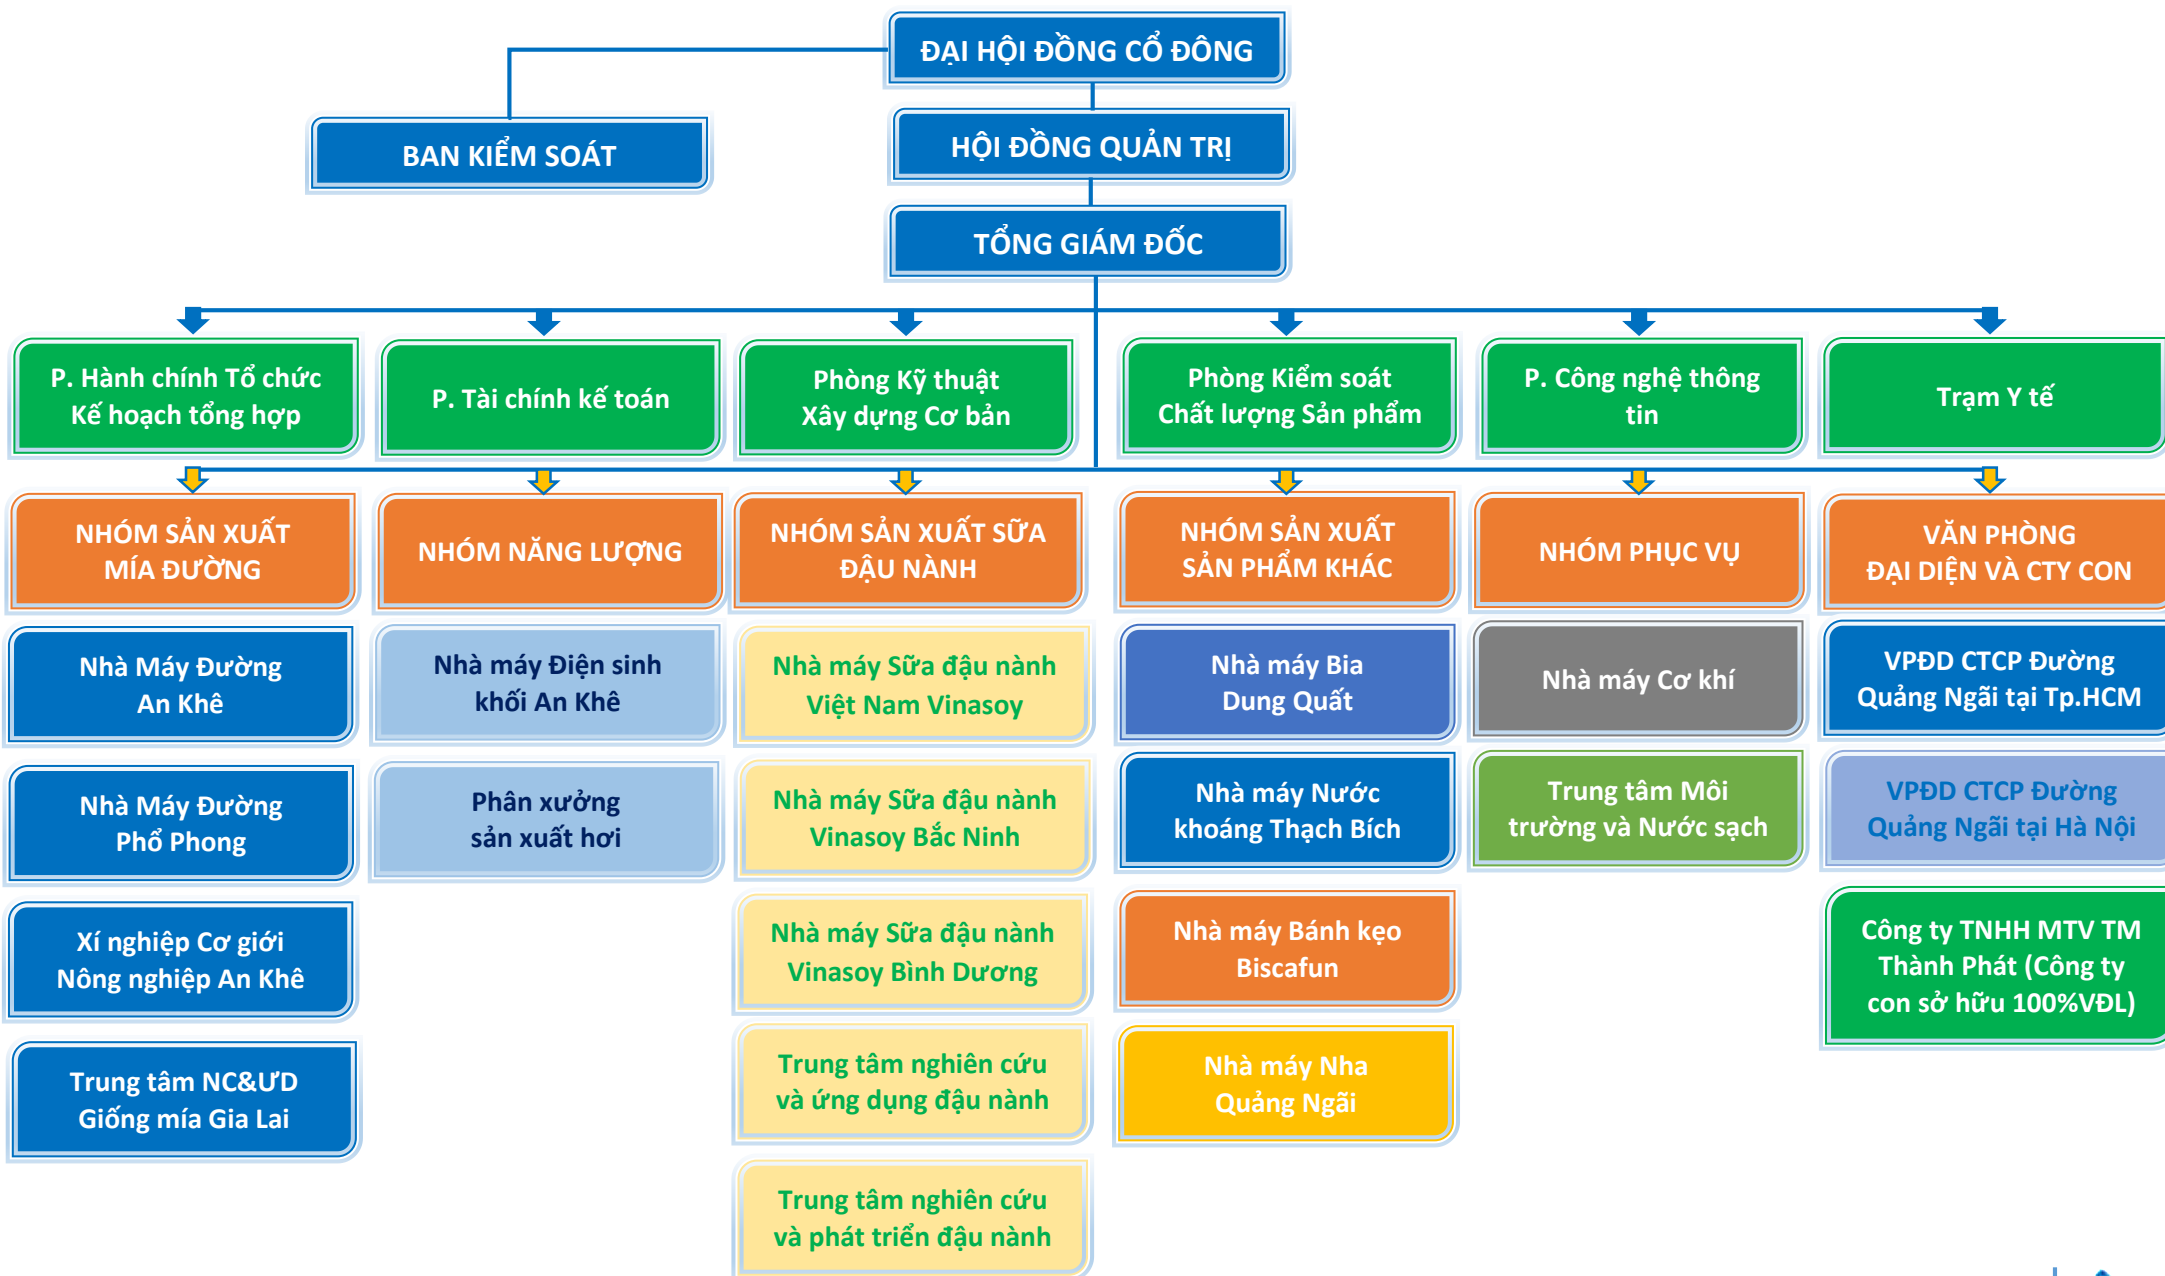 ĐẠI HỘI ĐỒNG CỔ ĐÔNG
BAN KIỂM SOÁT
HỘI ĐỒNG QUẢN TRỊ
TỔNG GIÁM ĐỐC
P. Hành chính Tổ chức
Kế hoạch tổng hợp
P. Tài chính kế toán
Phòng Kỹ thuật
Xây dựng Cơ bản
Phòng Kiểm soát
Chất lượng Sản phẩm
P. Công nghệ thông
tin
Trạm Y tế
NHÓM SẢN XUẤT
MÍA ĐƯỜNG
NHÓM NĂNG LƯỢNG
NHÓM SẢN XUẤT SỮA
ĐẬU NÀNH
NHÓM SẢN XUẤT
SẢN PHẨM KHÁC
NHÓM PHỤC VỤ
VĂN PHÒNG
ĐẠI DIỆN VÀ CTY CON
Nhà Máy Đường
An Khê
Nhà máy Điện sinh
khối An Khê
Nhà máy Sữa đậu nành
Việt Nam Vinasoy
Nhà máy Bia
Dung Quất
Nhà máy Cơ khí
VPĐD CTCP Đường
Quảng Ngãi tại Tp.HCM
Nhà Máy Đường
Phổ Phong
Phân xưởng
sản xuất hơi
Nhà máy Sữa đậu nành
Vinasoy Bắc Ninh
Nhà máy Nước
khoáng Thạch Bích
Trung tâm Môi
trường và Nước sạch
VPĐD CTCP Đường
Quảng Ngãi tại Hà Nội
Xí nghiệp Cơ giới
Nông nghiệp An Khê
Nhà máy Sữa đậu nành
Vinasoy Bình Dương
Nhà máy Bánh kẹo
Biscafun
Công ty TNHH MTV TM
Thành Phát (Công ty
con sở hữu 100%VĐL)
Trung tâm NC&ƯD
Giống mía Gia Lai
Trung tâm nghiên cứu
và ứng dụng đậu nành
Nhà máy Nha
Quảng Ngãi
Trung tâm nghiên cứu
và phát triển đậu nành